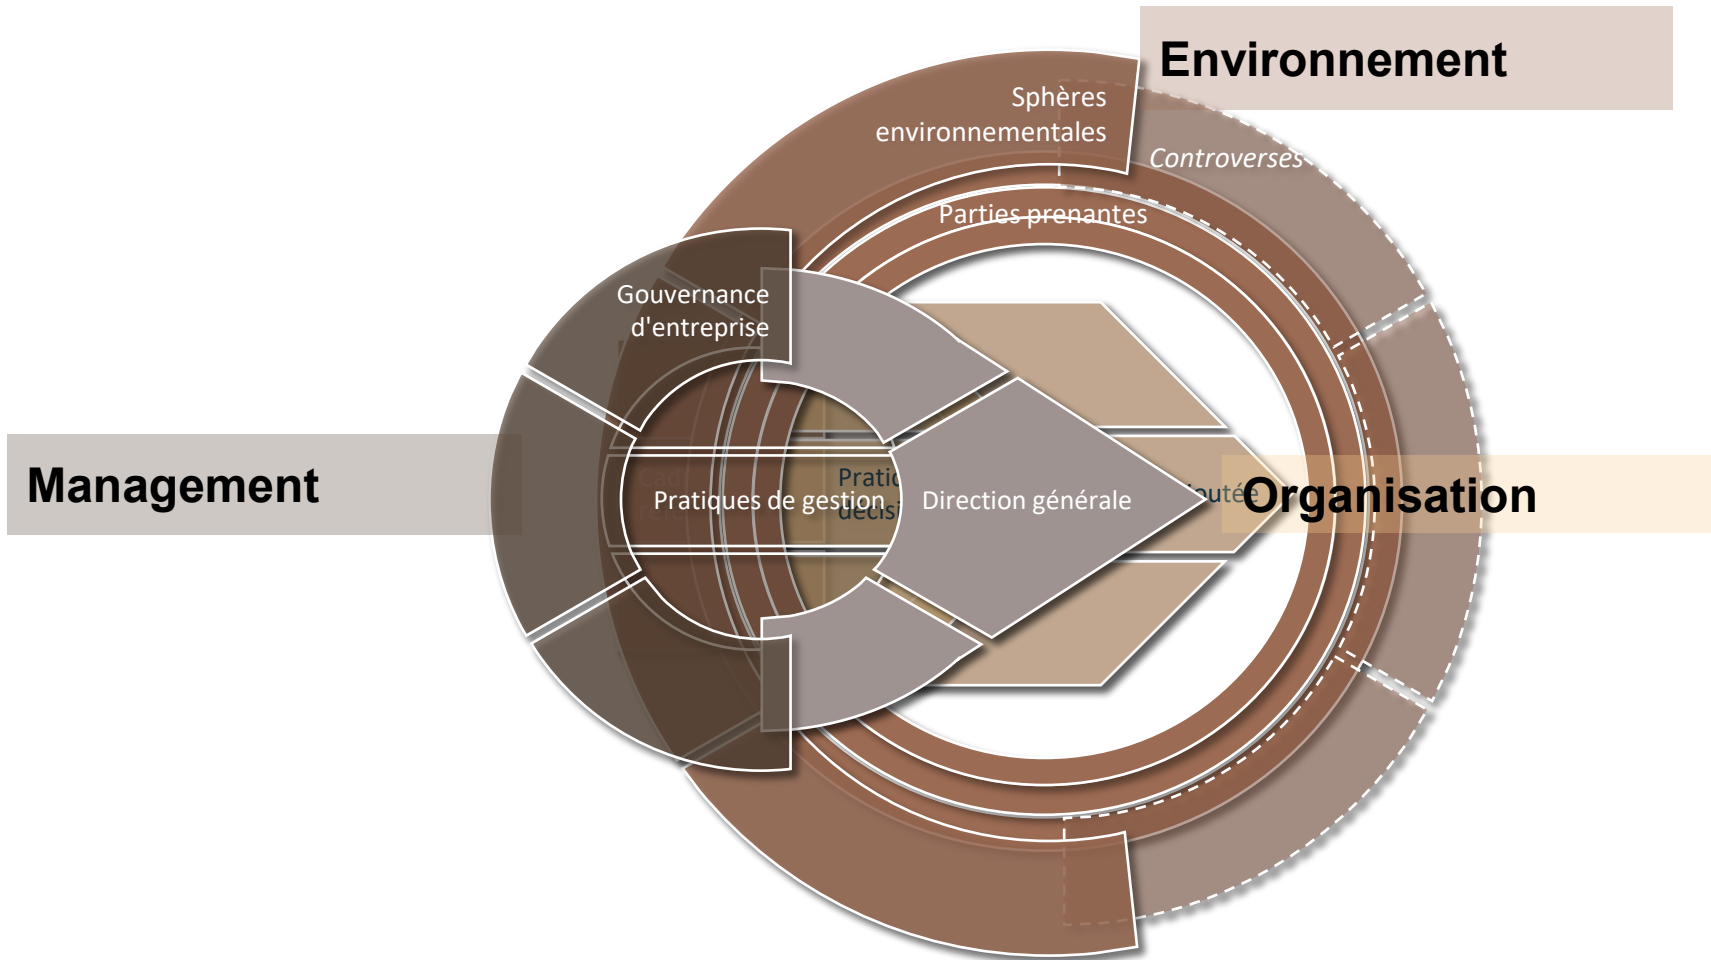 Environnement
Sphères
environnementales
Controverses
Parties prenantes
Gouvernance
d'entreprise
Management
Pratiques de gestion
Direction générale
Organisation